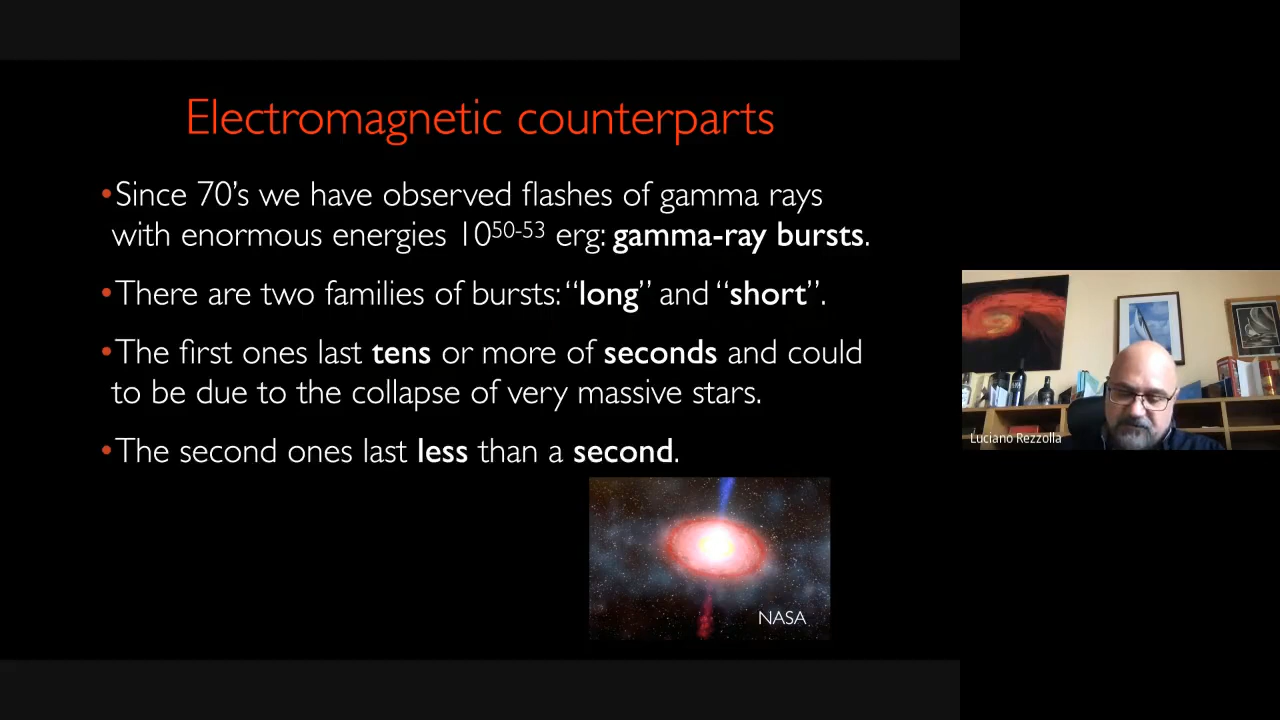 Electromagnetic counterparts
•Since 70's we have observed flashes of gamma rays
with enormous energies 10⁵⁰⁻⁵³ erg: gamma-ray bursts.
•There are two families of bursts: “long” and “short”.
•The first ones last tens or more of seconds and could
to be due to the collapse of very massive stars.
•The second ones last less than a second.
NASA
Luciano Rezzolla